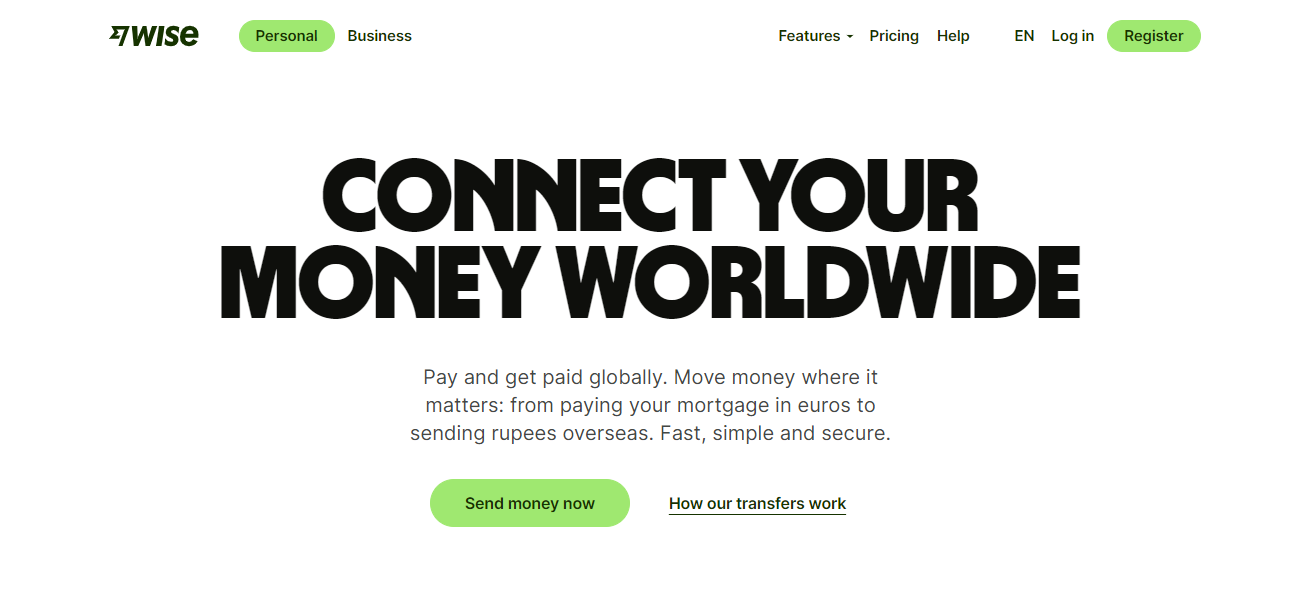 WISE
Personal
Business
Features
Pricing
Help
EN
Log in
Register
CONNECT YOUR
MONEY WORLDWIDE
Pay and get paid globally. Move money where it
matters: from paying your mortgage in euros to
sending rupees overseas. Fast, simple and secure.
Send money now
How our transfers work